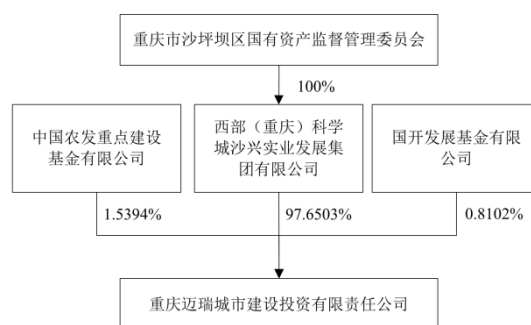 重庆市沙坪坝区国有资产监督管理委员会
100%
中国农发重点建设
基金有限公司
西部（重庆）科学
城沙兴实业发展集
团有限公司
国开发展基金有限
公司
1.5394%
97.6503%
0.8102%
重庆迈瑞城市建设投资有限责任公司